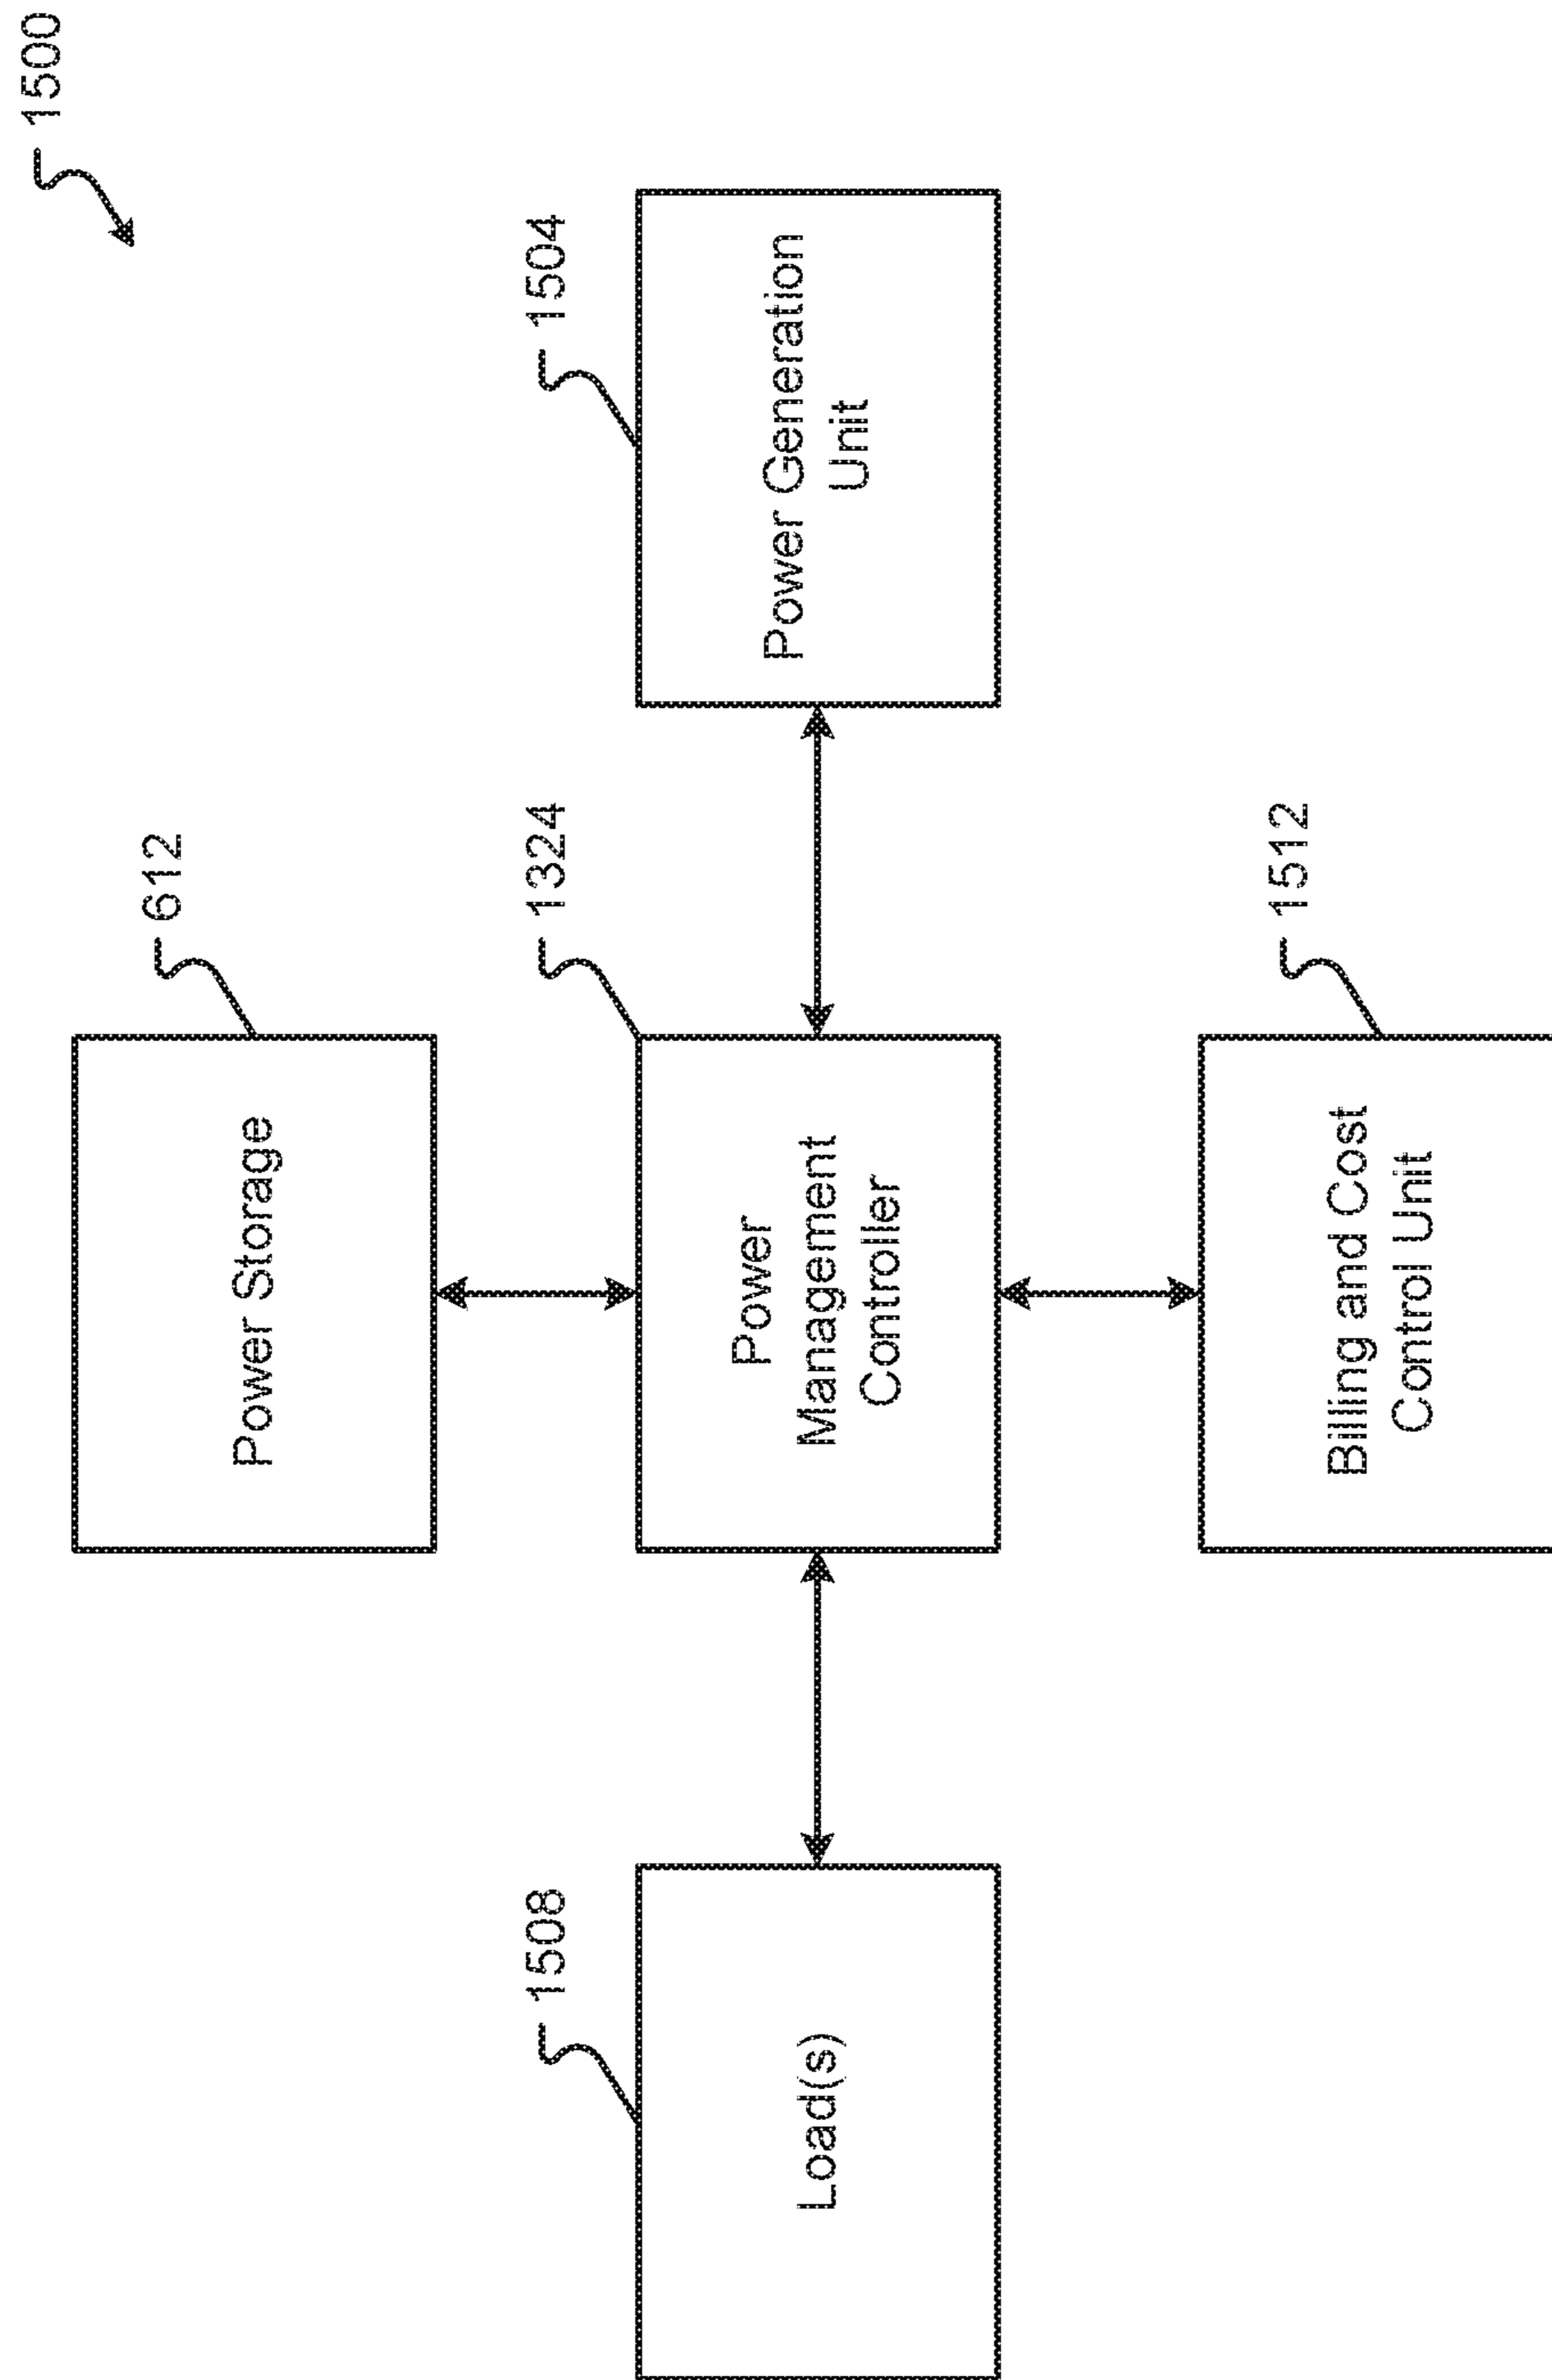 1500
612
Power Storage
1508
1324
1504
Load(s)
Power
Management
Controller
Power Generation
Unit
1512
Billing and Cost
Control Unit